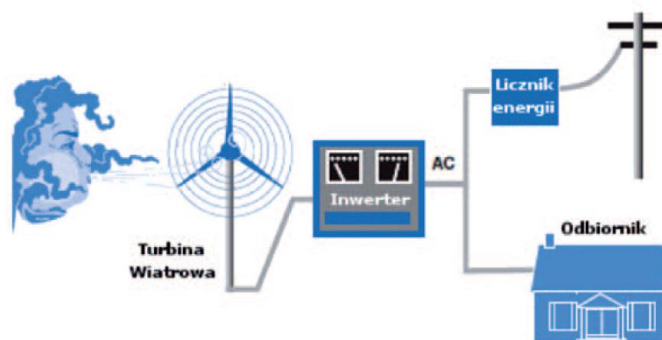 Licznik
energii
AC
Inwerter
Turbina
Wiatrowa
Odbiornik